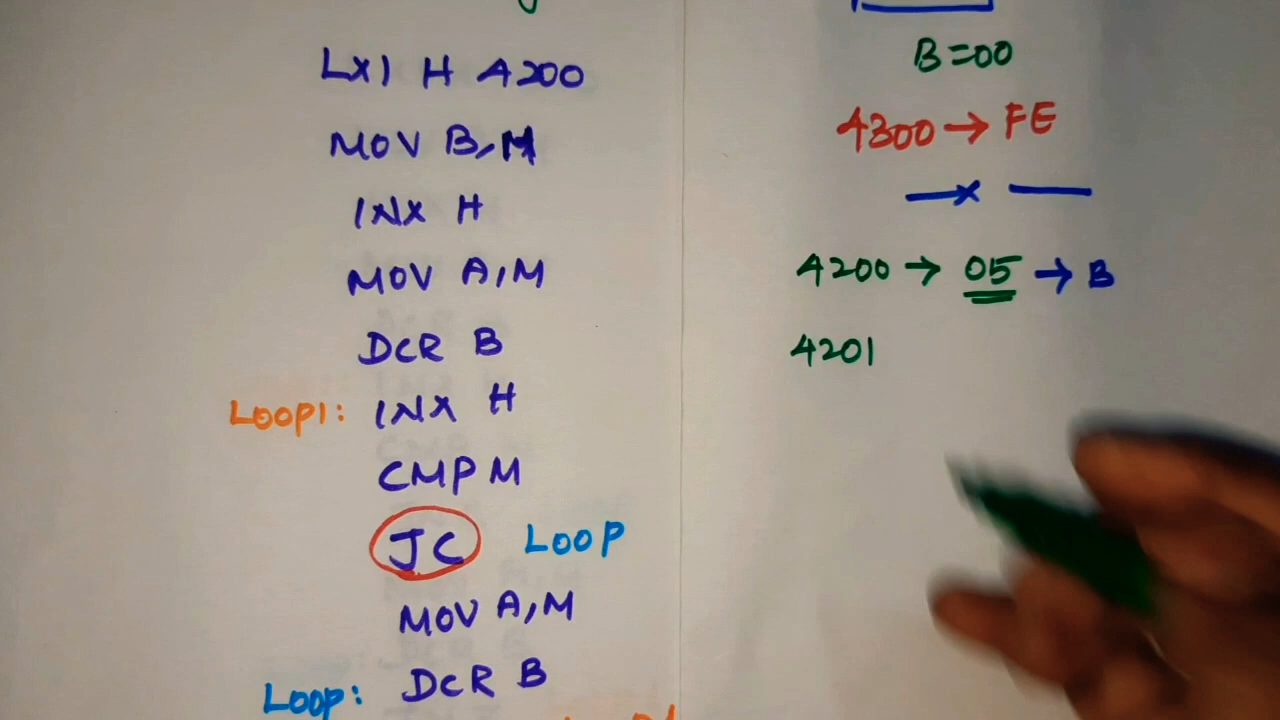 LXI H 4200
MOV B,M
INX H
MOV A,M
DCR B
LOOP1: INX H
CMP M
JC LOOP
MOV A,M
LOOP: DCR B
B=00
4300 → FE
— x —
4200 → 05 → B
4201